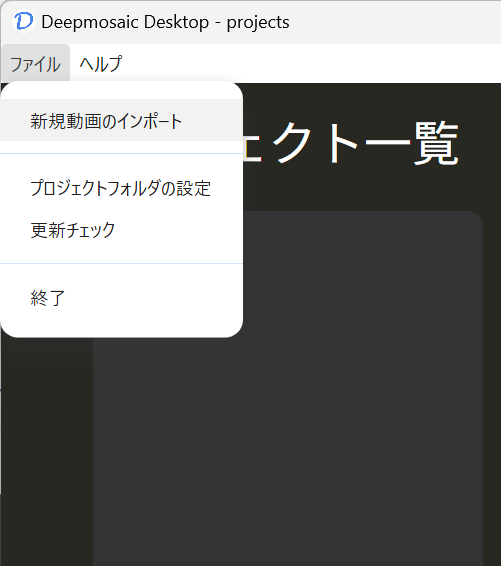 Deepmosaic Desktop - projects
ファイル ヘルプ
新規動画のインポート
ェクト一覧
プロジェクトフォルダの設定
更新チェック
終了